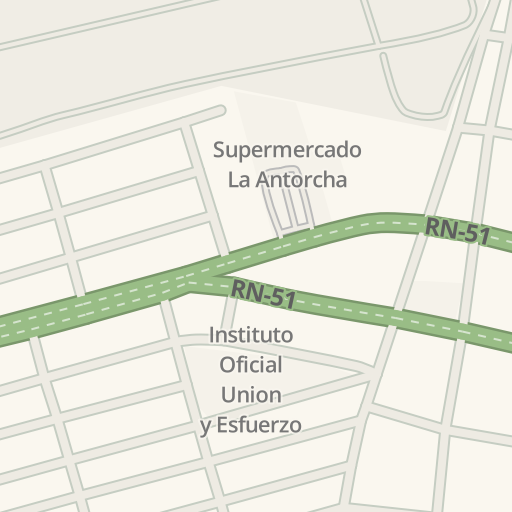 Supermercado
La Antorcha
RN-51
RN-51
Instituto
Oficial
Union
y Esfuerzo